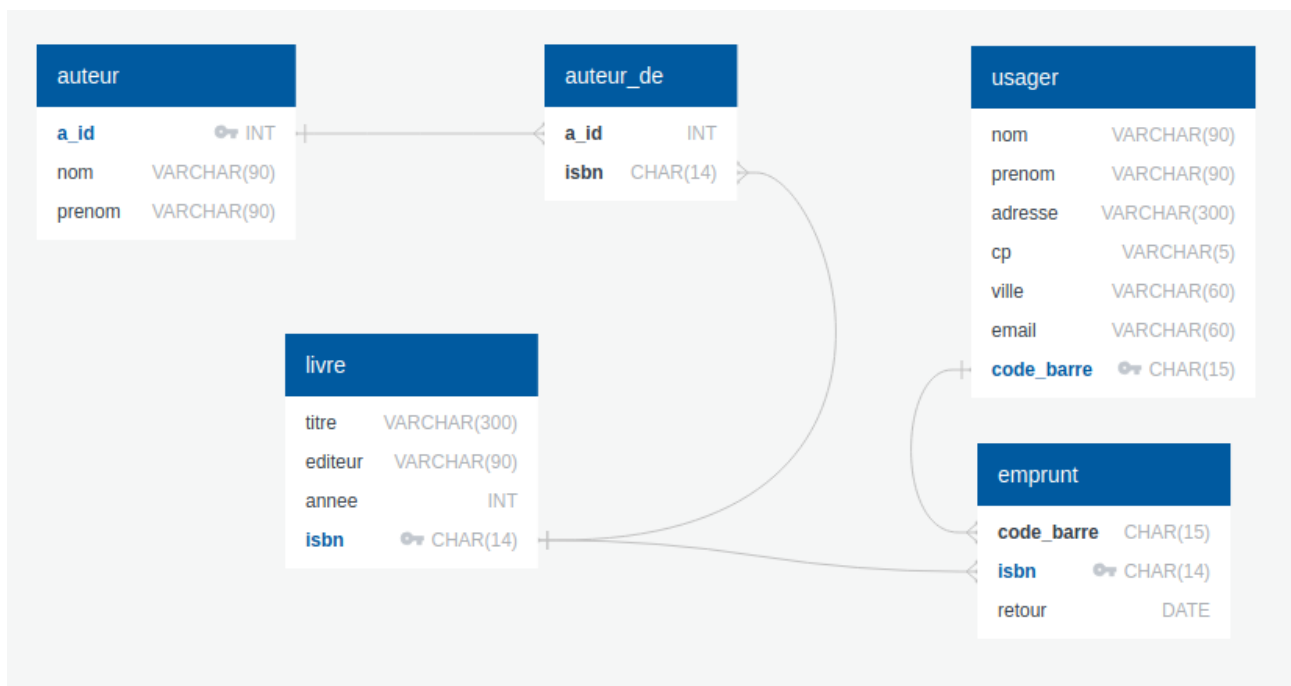 auteur
a_id INT
nom VARCHAR(90)
prenom VARCHAR(90)
auteur_de
a_id INT
isbn CHAR(14)
usager
nom VARCHAR(90)
prenom VARCHAR(90)
adresse VARCHAR(300)
cp VARCHAR(5)
ville VARCHAR(60)
email VARCHAR(60)
code_barre CHAR(15)
livre
titre VARCHAR(300)
editeur VARCHAR(90)
annee INT
isbn CHAR(14)
emprunt
code_barre CHAR(15)
isbn CHAR(14)
retour DATE